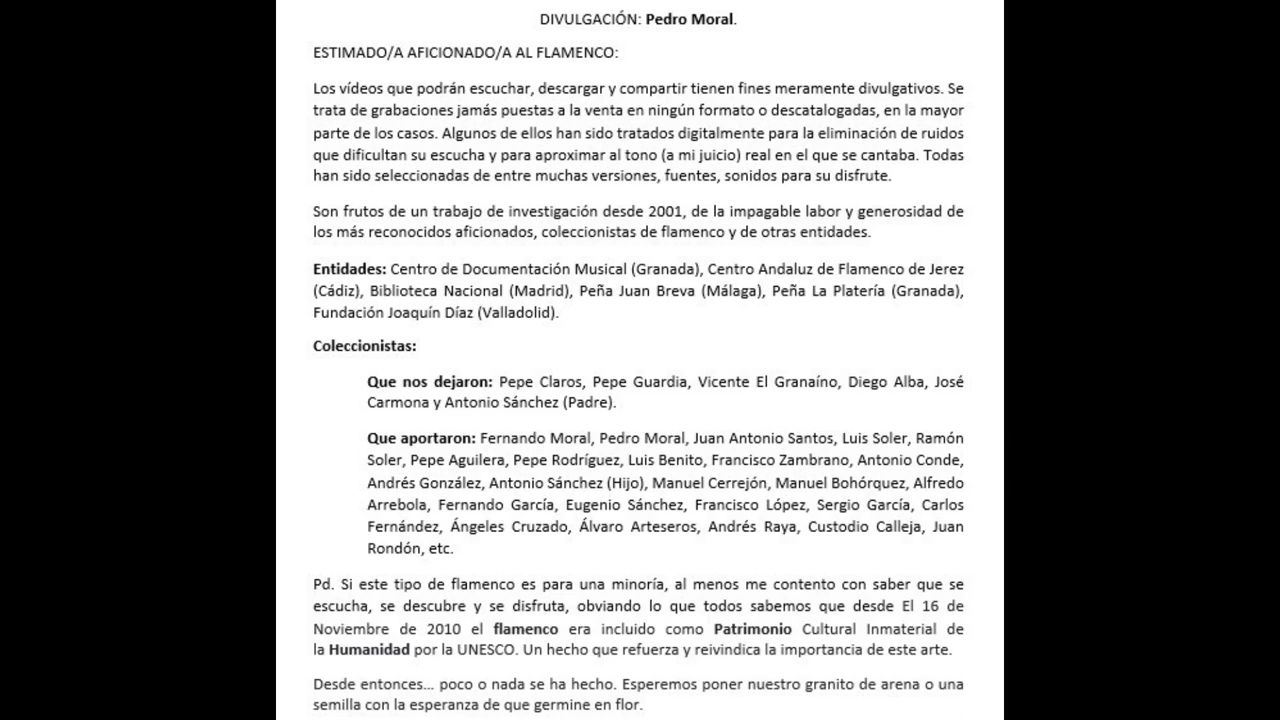 DIVULGACIÓN: Pedro Moral.
ESTIMADO/A AFICIONADO/A AL FLAMENCO:
Los vídeos que podrán escuchar, descargar y compartir tienen fines meramente divulgativos. Se
trata de grabaciones jamás puestas a la venta en ningún formato o descatalogadas, en la mayor
parte de los casos. Algunos de ellos han sido tratados digitalmente para la eliminación de ruidos
que dificultan su escucha y para aproximar al tono (a mi juicio) real en el que se cantaba. Todas
han sido seleccionadas de entre muchas versiones, fuentes, sonidos para su disfrute.
Son frutos de un trabajo de investigación desde 2001, de la impagable labor y generosidad de
los más reconocidos aficionados, coleccionistas de flamenco y de otras entidades.
Entidades: Centro de Documentación Musical (Granada), Centro Andaluz de Flamenco de Jerez
(Cádiz), Biblioteca Nacional (Madrid), Peña Juan Breva (Málaga), Peña La Platería (Granada),
Fundación Joaquín Díaz (Valladolid).
Coleccionistas:
Que nos dejaron: Pepe Claros, Pepe Guardia, Vicente El Granaíno, Diego Alba, José
Carmona y Antonio Sánchez (Padre).
Que aportaron: Fernando Moral, Pedro Moral, Juan Antonio Santos, Luis Soler, Ramón
Soler, Pepe Aguilera, Pepe Rodríguez, Luis Benito, Francisco Zambrano, Antonio Conde,
Andrés González, Antonio Sánchez (Hijo), Manuel Cerrejón, Manuel Bohórquez, Alfredo
Arrebola, Fernando García, Eugenio Sánchez, Francisco López, Sergio García, Carlos
Fernández, Ángeles Cruzado, Álvaro Arteseros, Andrés Raya, Custodio Calleja, Juan
Rondón, etc.
Pd. Si este tipo de flamenco es para una minoría, al menos me contento con saber que se
escucha, se descubre y se disfruta, obviando lo que todos sabemos que desde El 16 de
Noviembre de 2010 el flamenco era incluido como Patrimonio Cultural Inmaterial de
la Humanidad por la UNESCO. Un hecho que refuerza y reivindica la importancia de este arte.
Desde entonces... poco o nada se ha hecho. Esperemos poner nuestro granito de arena o una
semilla con la esperanza de que germine en flor.